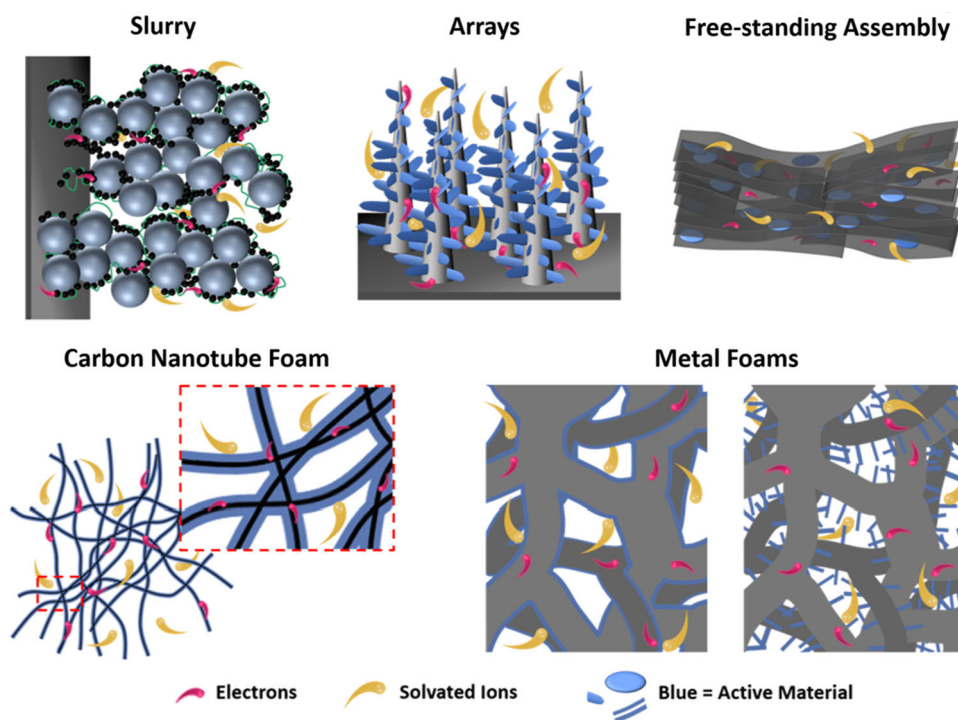 Slurry
Arrays
Free-standing Assembly
Carbon Nanotube Foam
Metal Foams
Electrons
Solvated Ions
Blue = Active Material